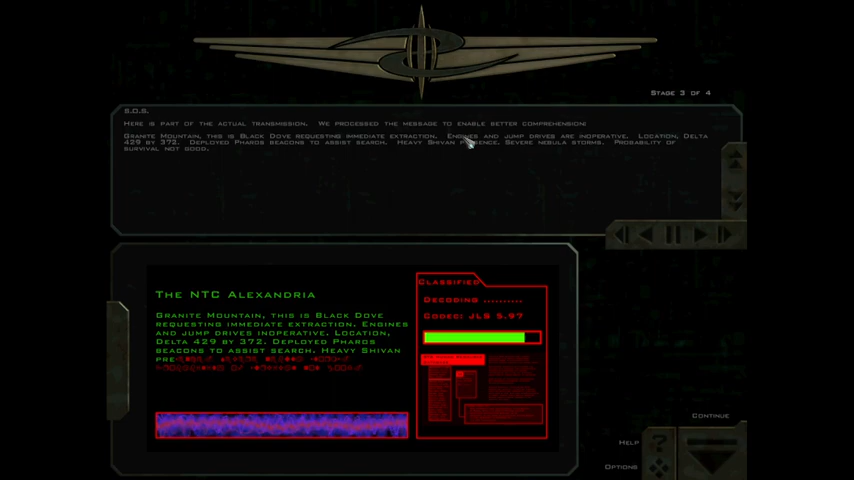 Stage 3 of 4
S.O.S.
Here is part of the actual transmission. We processed the message to enable better comprehension:
Granite Mountain, this is Black Dove requesting immediate extraction. Engines and jump drives are inoperative. Location, Delta
429 by 372. Deployed Pharos beacons to assist search. Heavy Shivan presence. Severe nebula storms. Probability of
survival not good.
The NTC Alexandria
Granite Mountain, this is Black Dove
requesting immediate extraction. Engines
and jump drives inoperative. Location,
Delta 429 by 372. Deployed Pharos
beacons to assist search. Heavy Shivan
pre
Classified
Decoding ..........
Codec: JLB 5.97
Continue
Help
?
Options